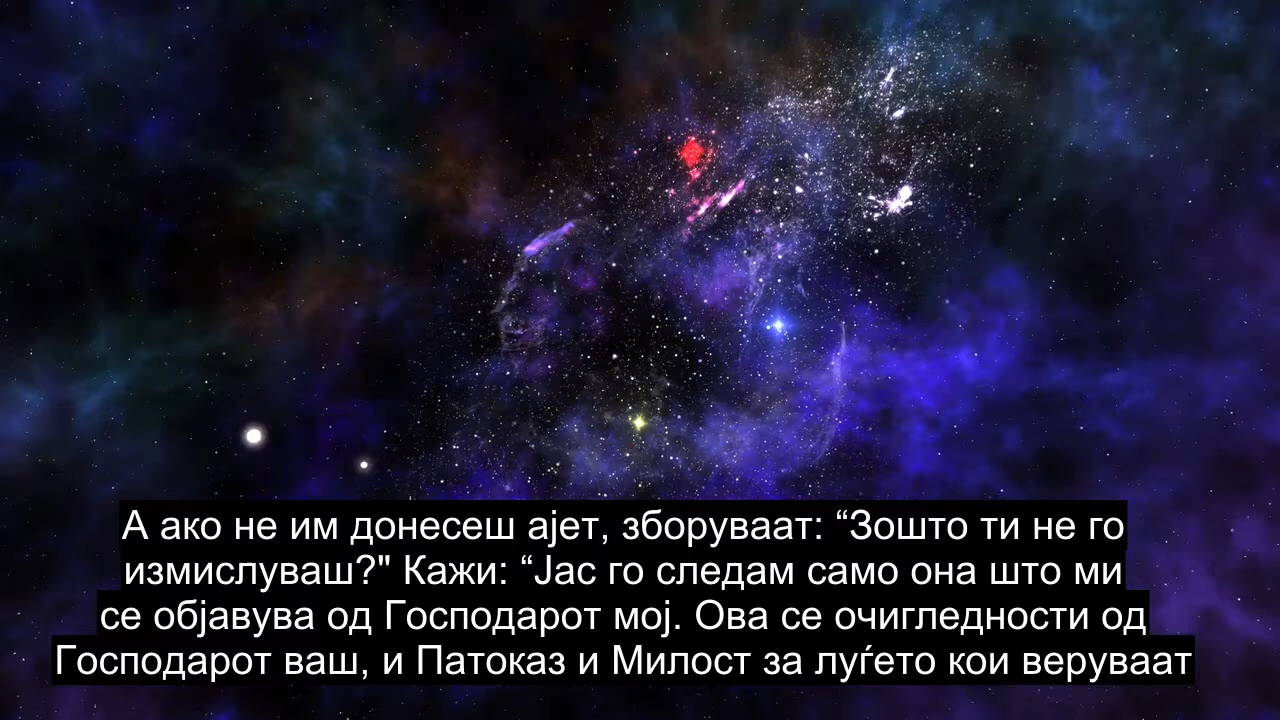 А ако не им донесеш ајет, зборуваат: “Зошто ти не го
измислуваш?" Кажи: “Јас го следам само она што ми
се објавува од Господарот мој. Ова се очигледности од
Господарот ваш, и Патоказ и Милост за луѓето кои веруваат